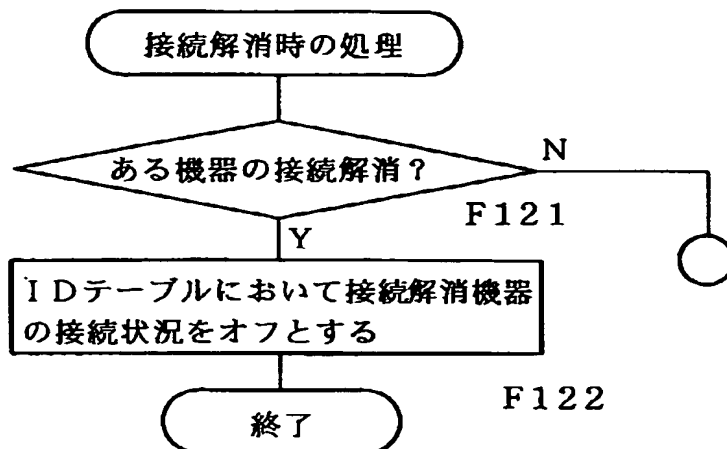 接続解消時の処理
ある機器の接続解消?
N
F121
Y
IDテーブルにおいて接続解消機器
の接続状況をオフとする
F122
終了